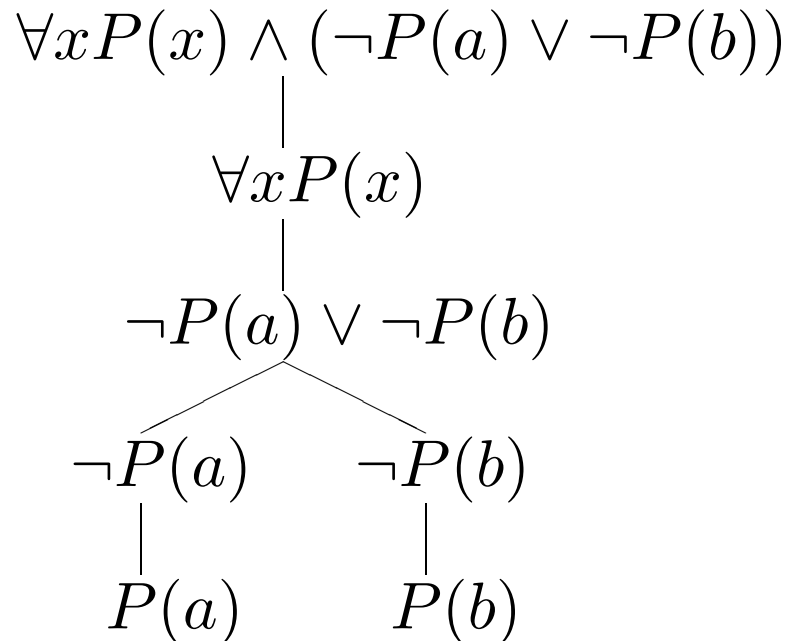 ∀xP(x) ∧ (¬P(a) ∨ ¬P(b))
∀xP(x)
¬P(a) ∨ ¬P(b)
¬P(a) ¬P(b)
P(a) P(b)